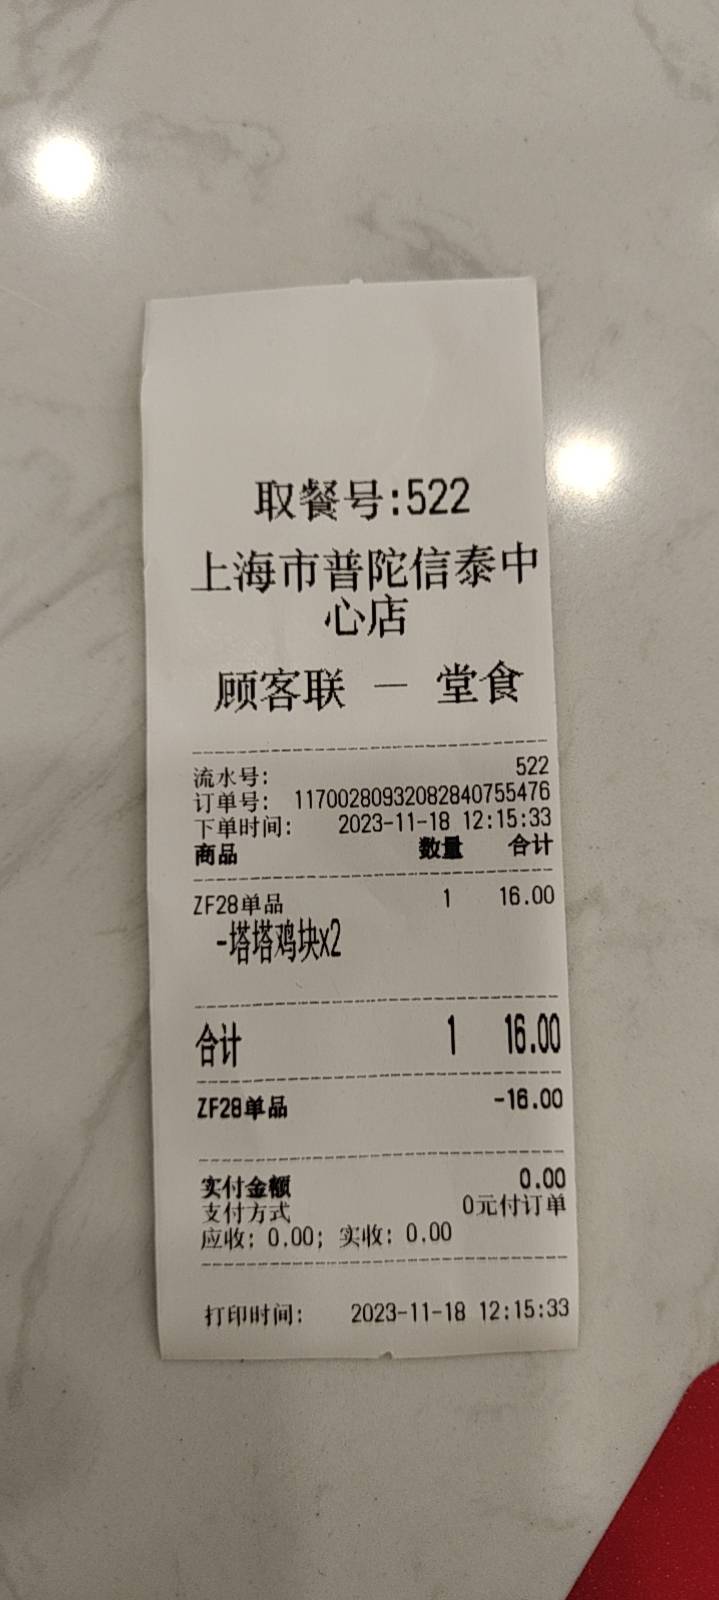 取餐号:522
上海市普陀信泰中
心店
顾客联 — 堂食
流水号: 522
订单号: 11700280932082840755476
下单时间: 2023-11-18 12:15:33
商品 数量 合计
ZF28单品 1 16.00
-塔塔鸡块x2
合计 1 16.00
ZF28单品 -16.00
实付金额 0.00
支付方式 0元付订单
应收: 0.00; 实收: 0.00
打印时间: 2023-11-18 12:15:33